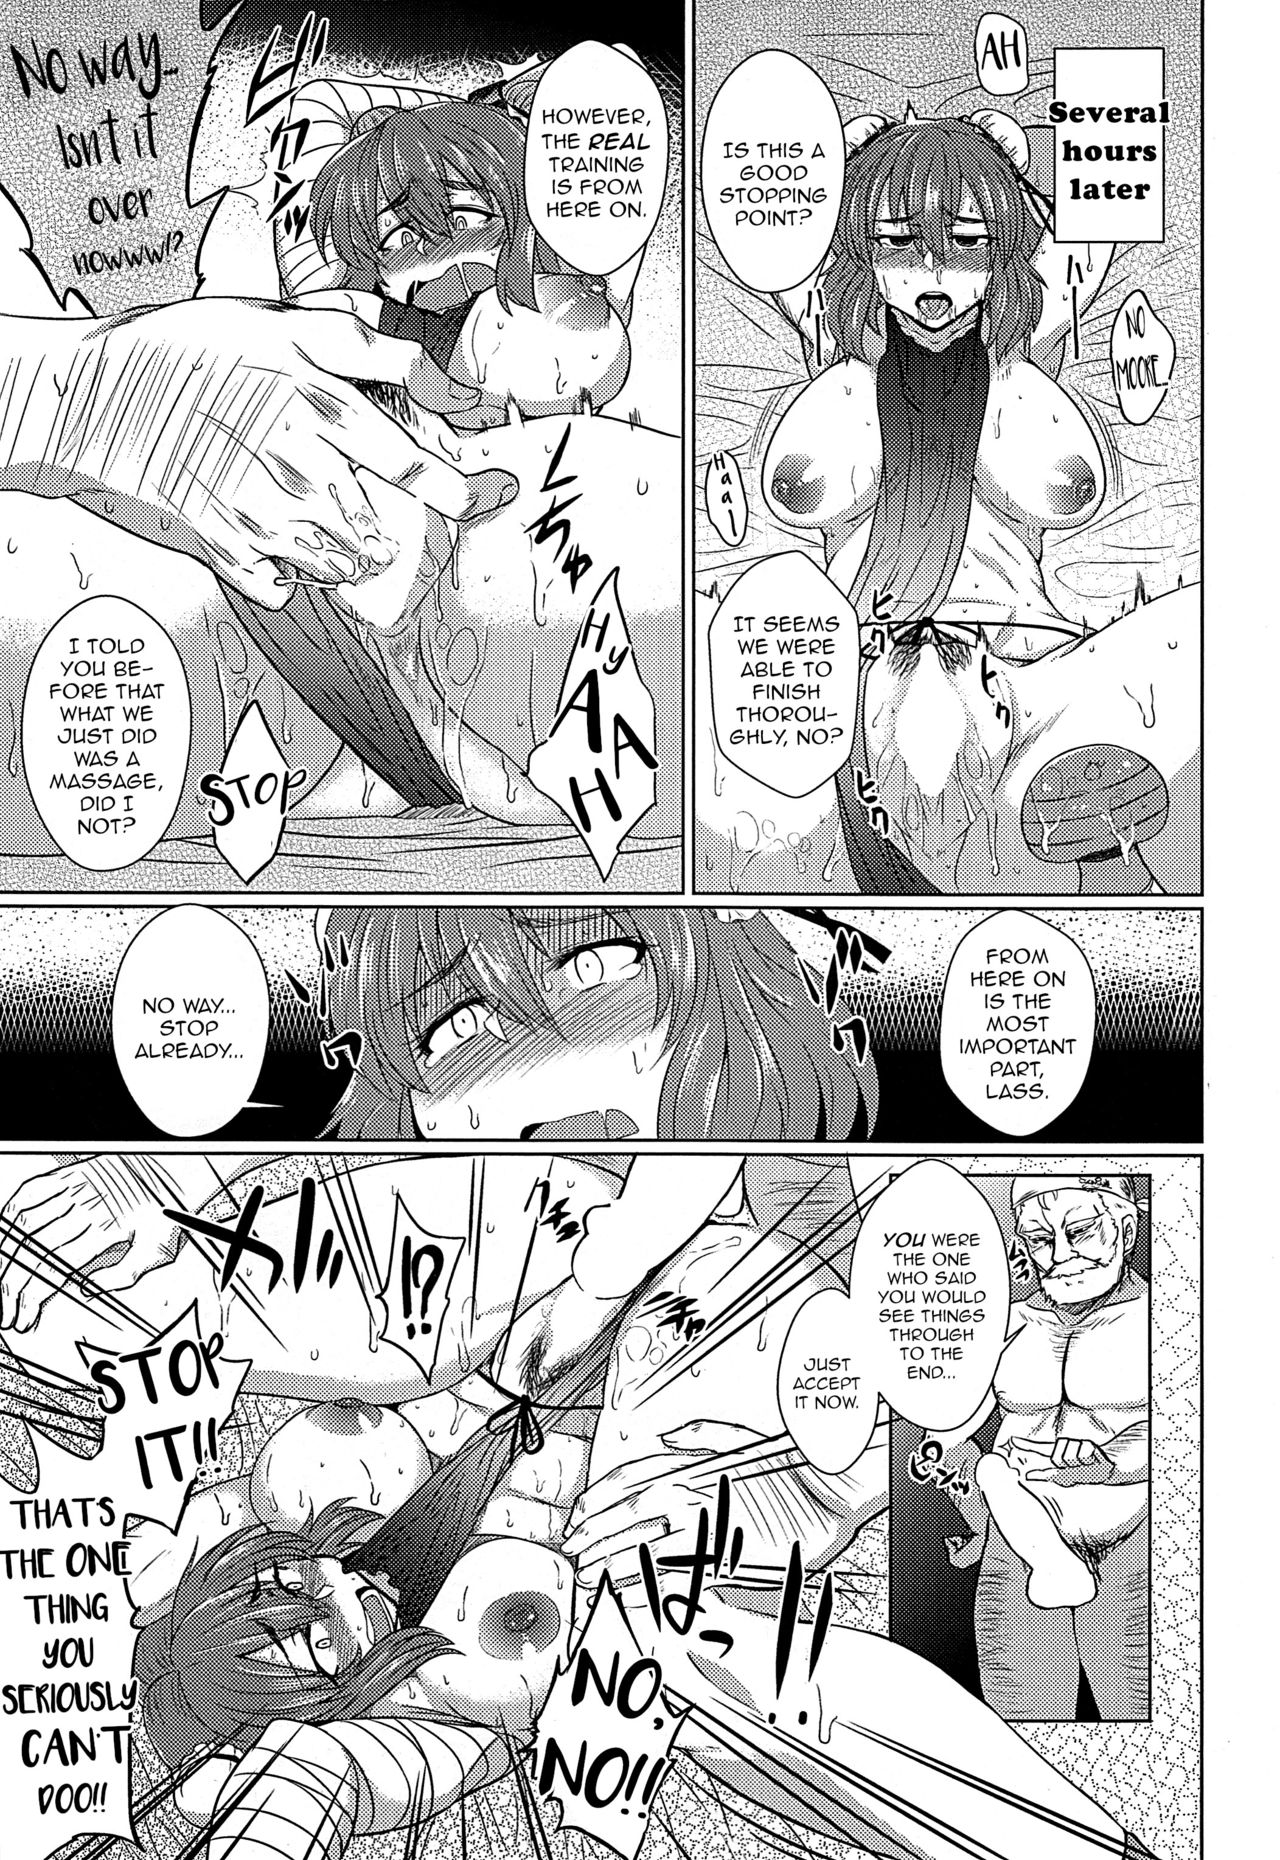 Several
hours
later
AH
IS THIS A
GOOD
STOPPING
POINT?
NO
MOORE...
Haa!
IT SEEMS
WE WERE
ABLE TO
FINISH
THOROU-
GHLY, NO?
HOWEVER,
THE REAL
TRAINING
IS FROM
HERE ON.
No way...
Isnt it
over
nowww!?
HyAAH
I TOLD
YOU BE-
FORE THAT
WHAT WE
JUST DID
WAS A
MASSAGE,
DID I
NOT?
STOP
FROM
HERE ON
IS THE
MOST
IMPORTANT
PART,
LASS.
NO WAY...
STOP
ALREADY...
YOU WERE
THE ONE
WHO SAID
YOU WOULD
SEE THINGS
THROUGH
TO THE
END...
JUST
ACCEPT
IT NOW.
!?
STOP
IT!!
NO,
NO!!
THATS
THE ONE
THING
YOU
SERIOUSLY
CAN'T
DOO!!